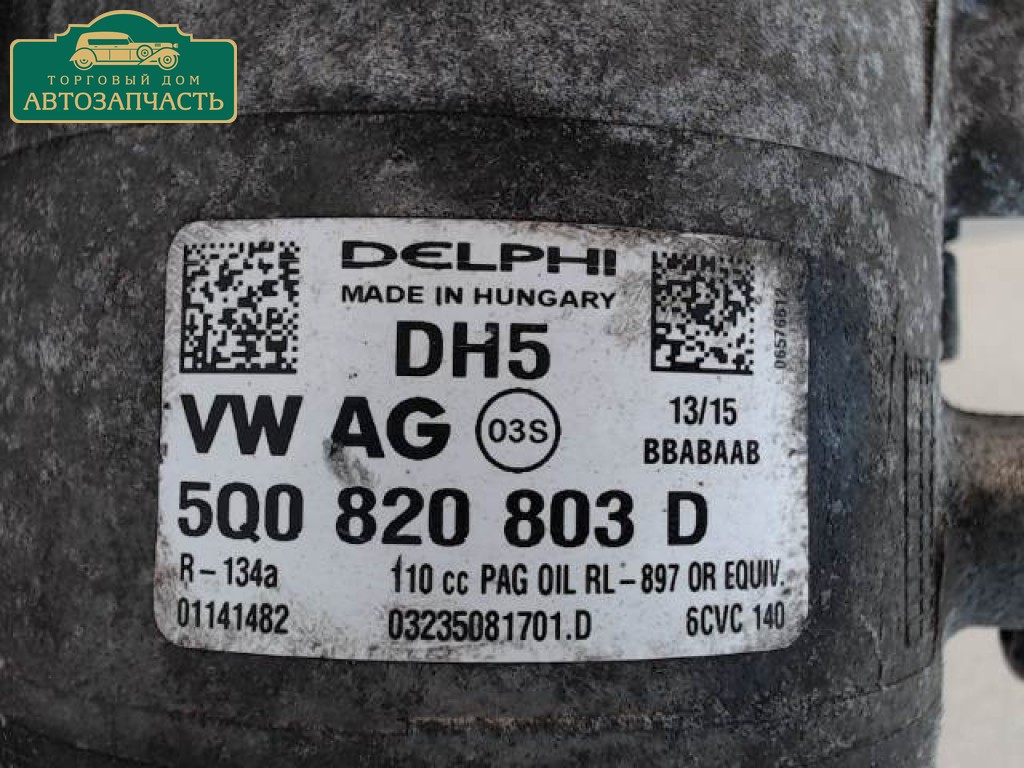 ТОРГОВЫЙ ДОМ
АВТОЗАПЧАСТЬ
DELPHI
MADE IN HUNGARY
DH5
VW AG 03S
13/15
BBABAAB
5Q0 820 803 D
R-134a 110 cc PAG OIL RL-897 OR EQUIV.
01141482 03235081701.D 6CVC 140